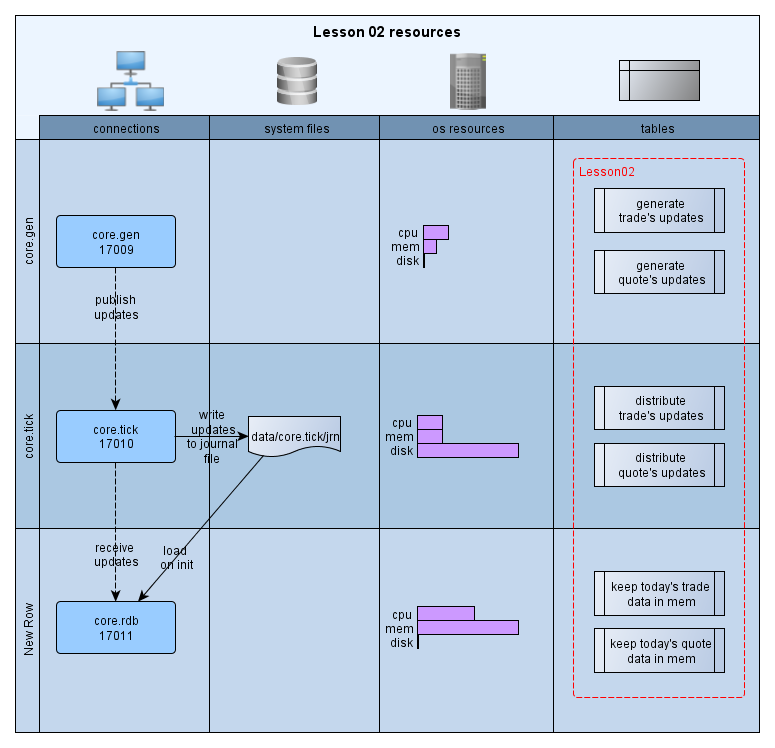 Lesson 02 resources
connections
system files
os resources
tables
core.gen
core.gen
17009
publish
updates
cpu
mem
disk
Lesson02
generate
trade's updates
generate
quote's updates
core.tick
core.tick
17010
write
updates
to journal
file
data/core.tick/jrn
cpu
mem
disk
distribute
trade's updates
distribute
quote's updates
receive
updates
load
on init
New Row
core.rdb
17011
cpu
mem
disk
keep today's trade
data in mem
keep today's quote
data in mem